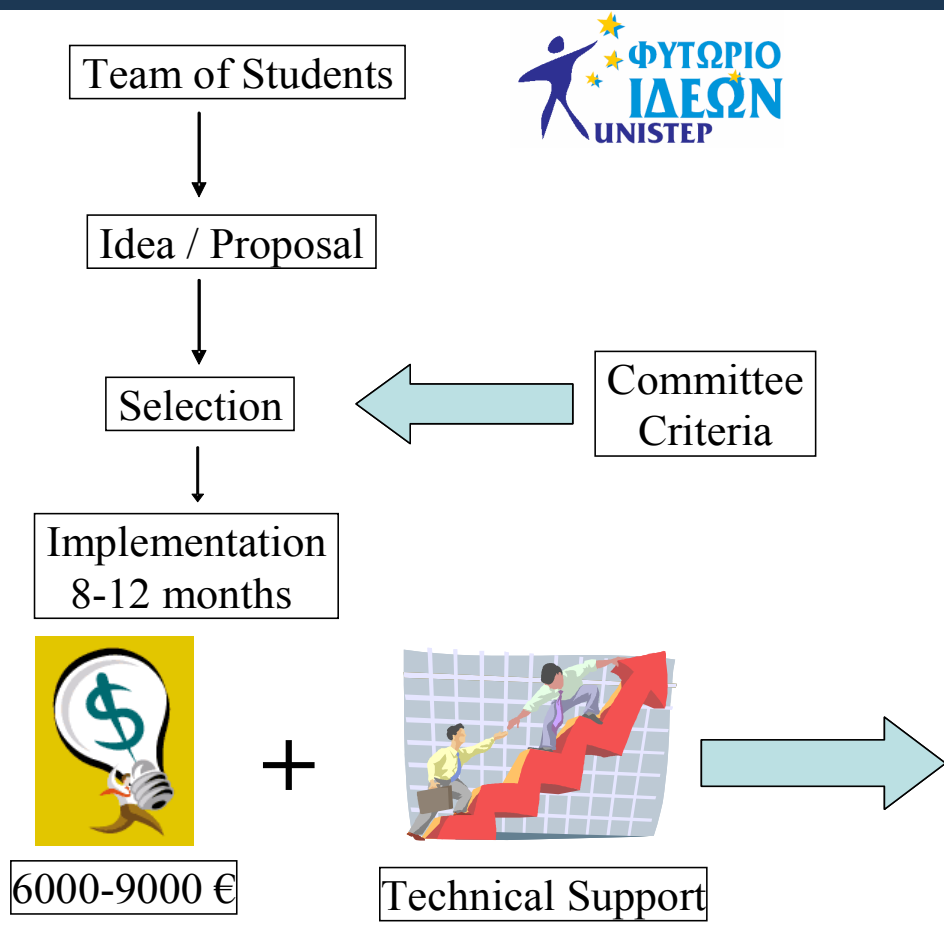 Team of Students
ΦΥΤΩΡΙΟ
ΙΔΕΩΝ
UNISTEP
Idea / Proposal
Selection
Committee
Criteria
Implementation
8-12 months
$
+
6000-9000 €
Technical Support